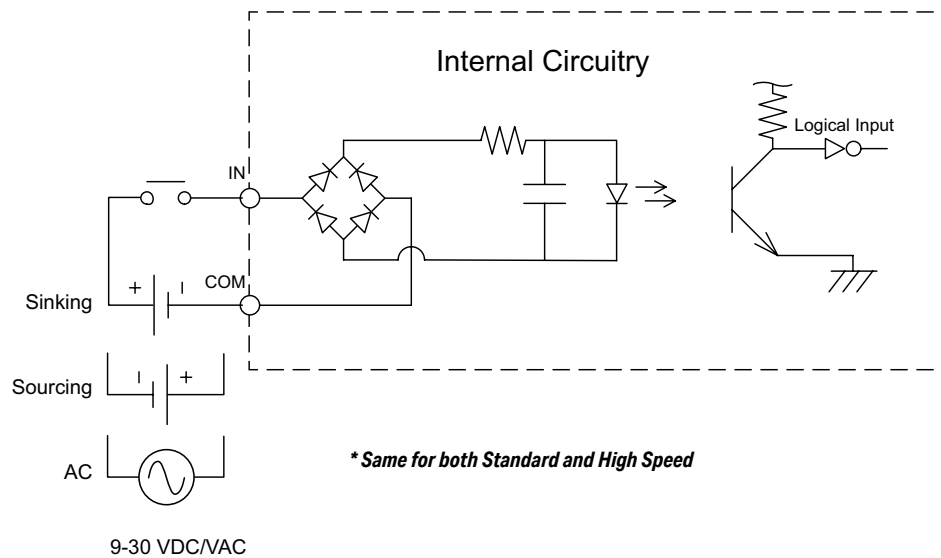 Internal Circuitry
Logical Input
IN
COM
+ –
Sinking
– +
Sourcing
AC
* Same for both Standard and High Speed
9-30 VDC/VAC